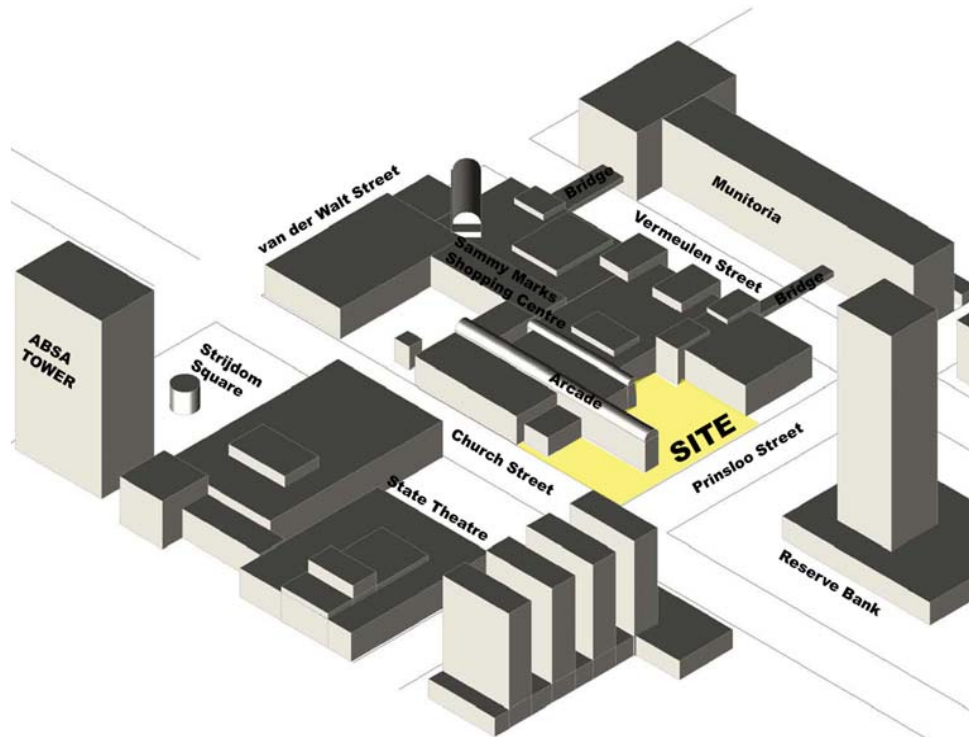 van der Walt Street
Bridge
Munitoria
Vermeulen Street
Sammy Marks
Shopping Centre
Bridge
ABSA
TOWER
Strijdom
Square
Arcade
SITE
Prinsloo Street
Church Street
State Theatre
Reserve Bank